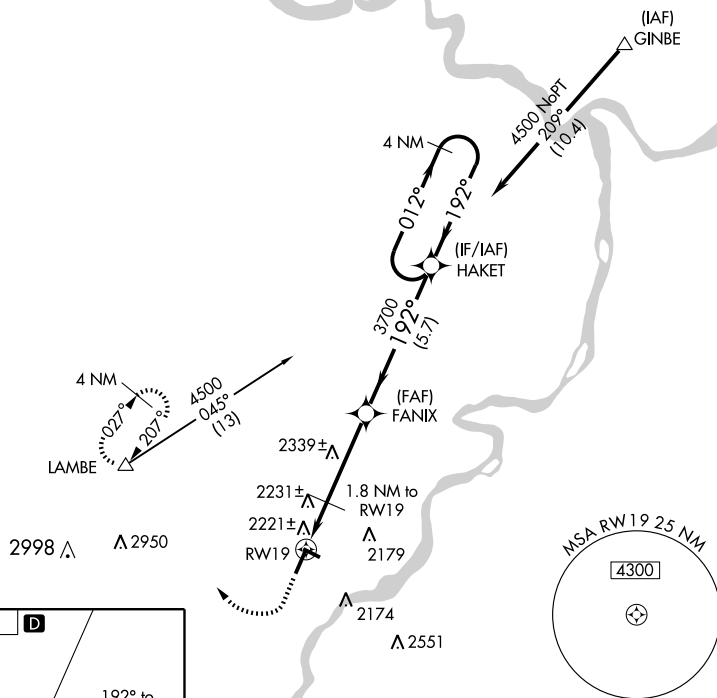 (IAF)
GINBE
4500 NoPT
209°
(10.4)
4 NM
012°
192°
(IF/IAF)
HAKET
3700
192°
(5.7)
4 NM
027°
207°
4500
045°
(13)
LAMBE
(FAF)
FANIX
2339±
2231±
1.8 NM to
RW19
2221±
RW19
2179
2998
2950
2174
2551
MSA RW19 25 NM
4300
D
192° to